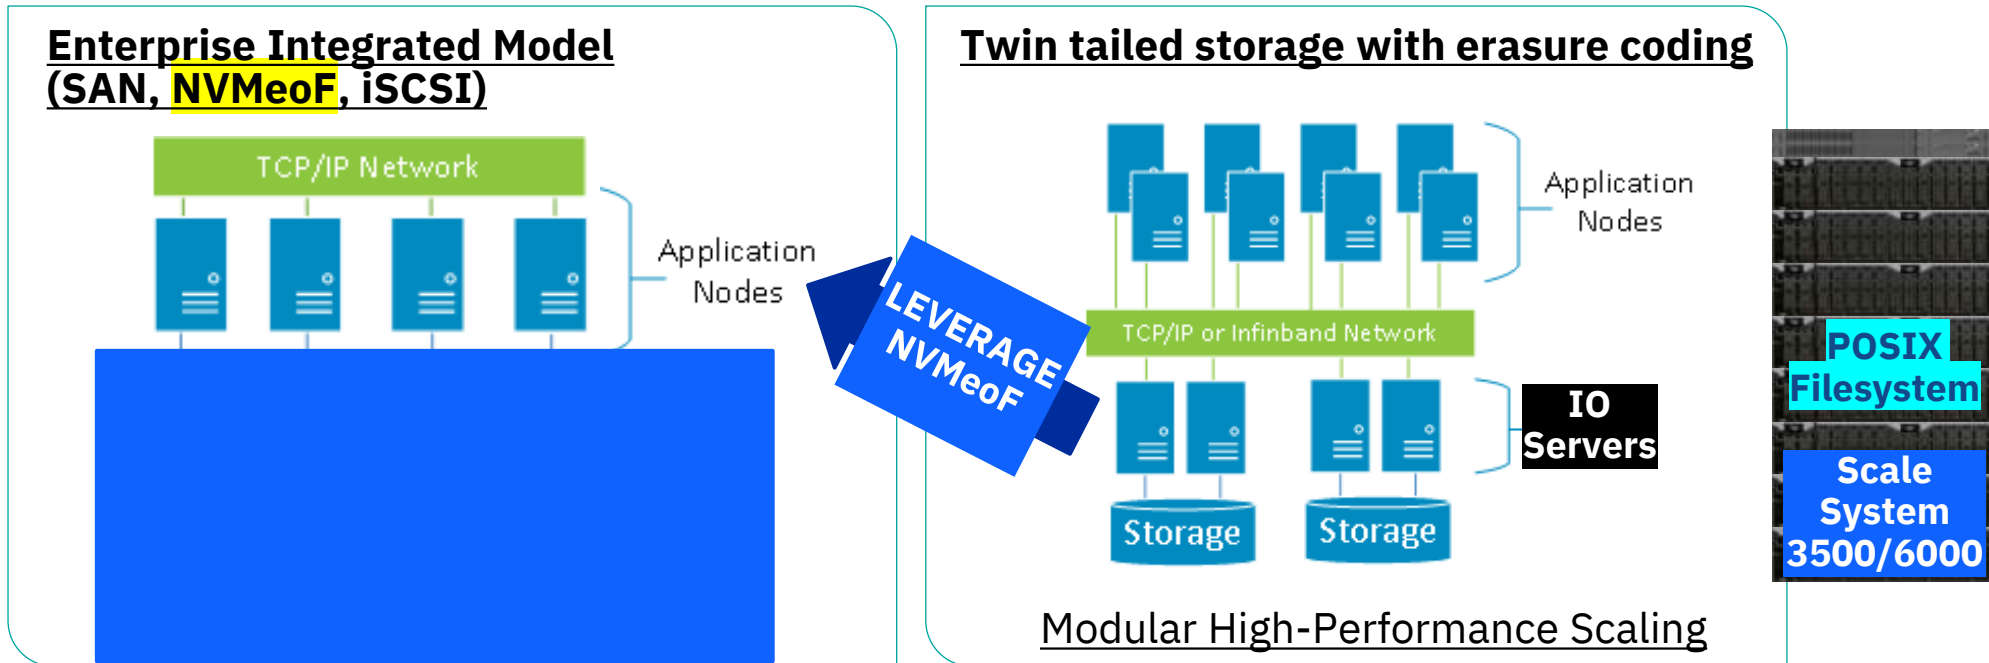 Enterprise Integrated Model
(SAN, NVMeoF, iSCSI)
TCP/IP Network
Application
Nodes
LEVERAGE
NVMeoF
Twin tailed storage with erasure coding
Application
Nodes
TCP/IP or Infinband Network
IO
Servers
Storage
Storage
Modular High-Performance Scaling
POSIX
Filesystem
Scale
System
3500/6000